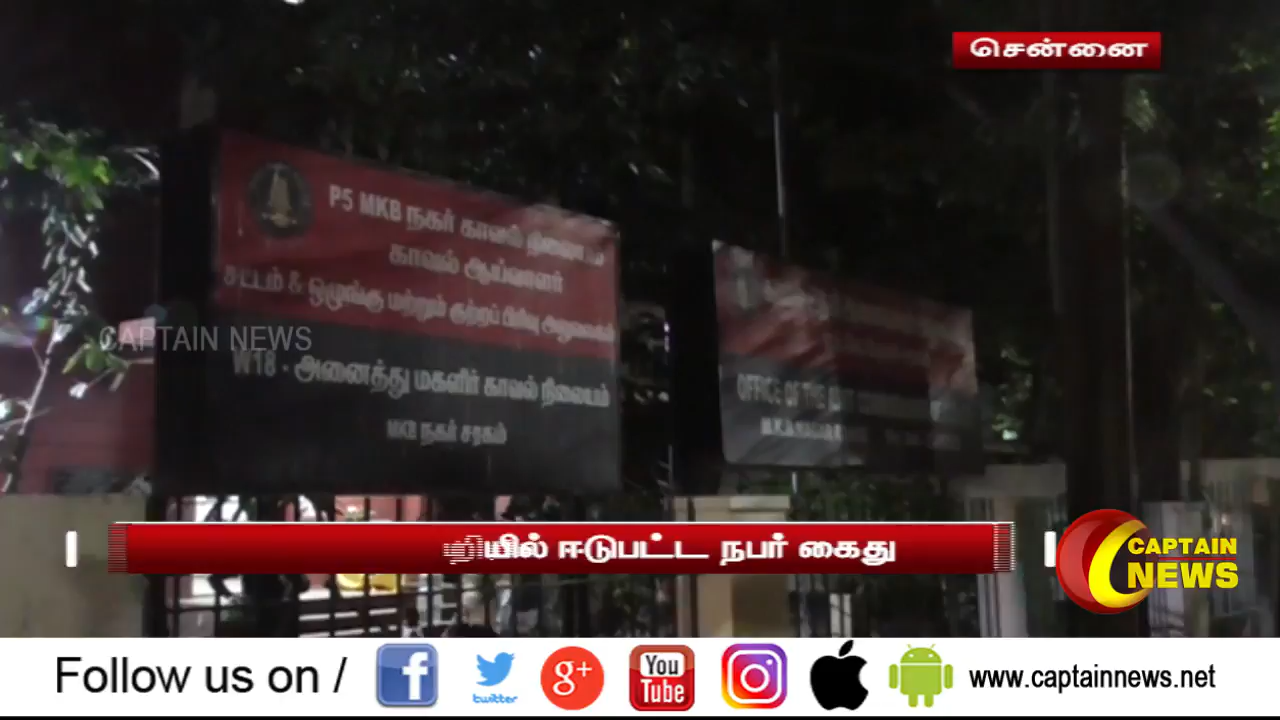 சென்னை
P5 MKB நகர் காவல் நிலையம்
காவல் ஆய்வாளர்
சட்டம் & ஒழுங்கு மற்றும் குற்றப் பிரிவு அலுவலகம்
W18 - அனைத்து மகளிர் காவல் நிலையம்
MKB நகர் சரகம்
OFFICE OF THE
CAPTAIN NEWS
ஈடுபட்ட நபர் கைது
CAPTAIN
NEWS
Follow us on /
twitter
g+
You
Tube
www.captainnews.net